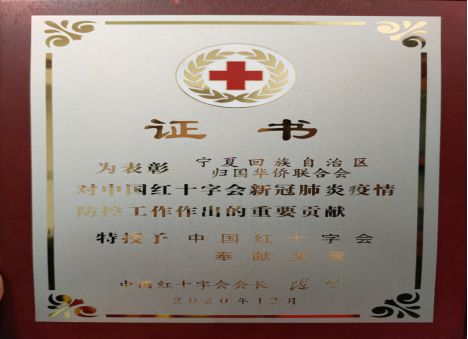 证书
为表彰 宁夏回族自治区
归国华侨联合会
对中国红十字会新冠肺炎疫情
防控工作作出的重要贡献
特授予 中国红十字会
奉献奖章
中国红十字会会长
2020年12月